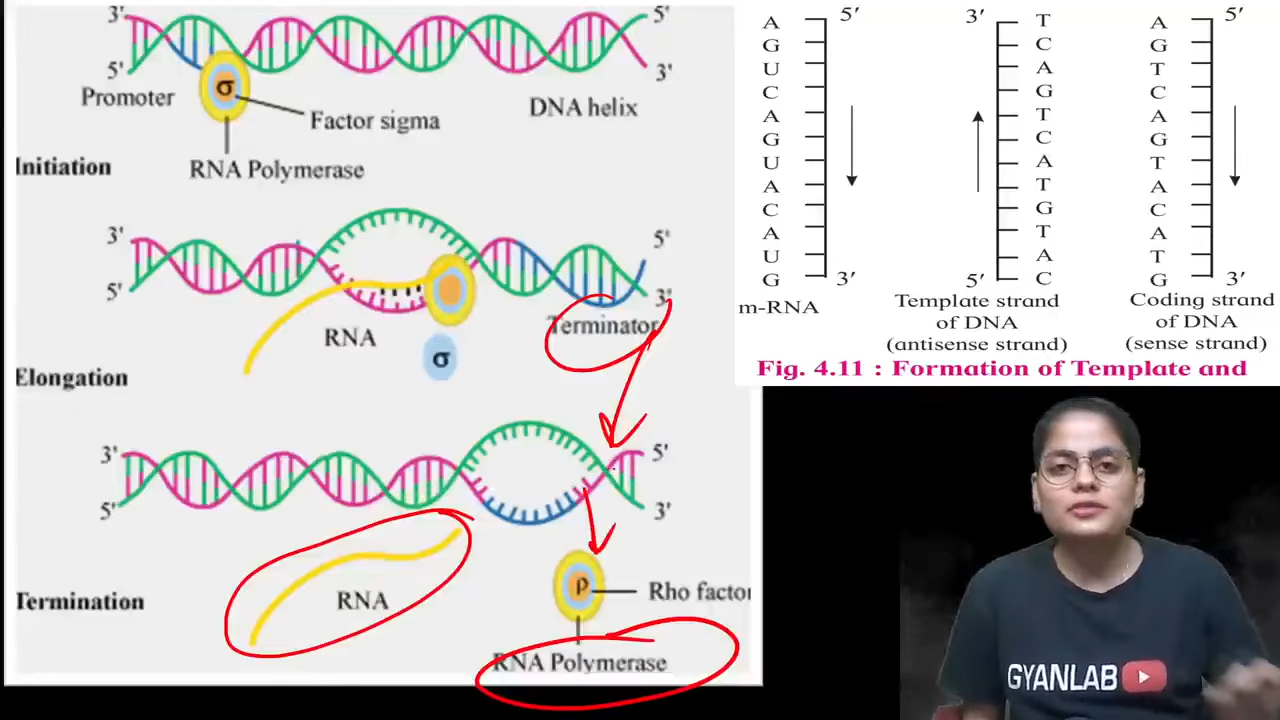 3' 5'
5' 3'
Promoter
σ
Factor sigma
DNA helix
Initiation
RNA Polymerase
3' 5'
5' 3'
RNA
Terminator
σ
Elongation
3' 5'
5' 3'
RNA
ρ
Rho factor
Termination
RNA Polymerase
5'
A
G
U
C
A
G
U
A
C
A
U
G
3'
m-RNA
3'
T
C
A
G
T
C
A
T
G
T
A
C
5'
Template strand
of DNA
(antisense strand)
5'
A
G
T
C
A
G
T
A
C
A
T
G
3'
Coding strand
of DNA
(sense strand)
Fig. 4.11 : Formation of Template and
GYANLAB